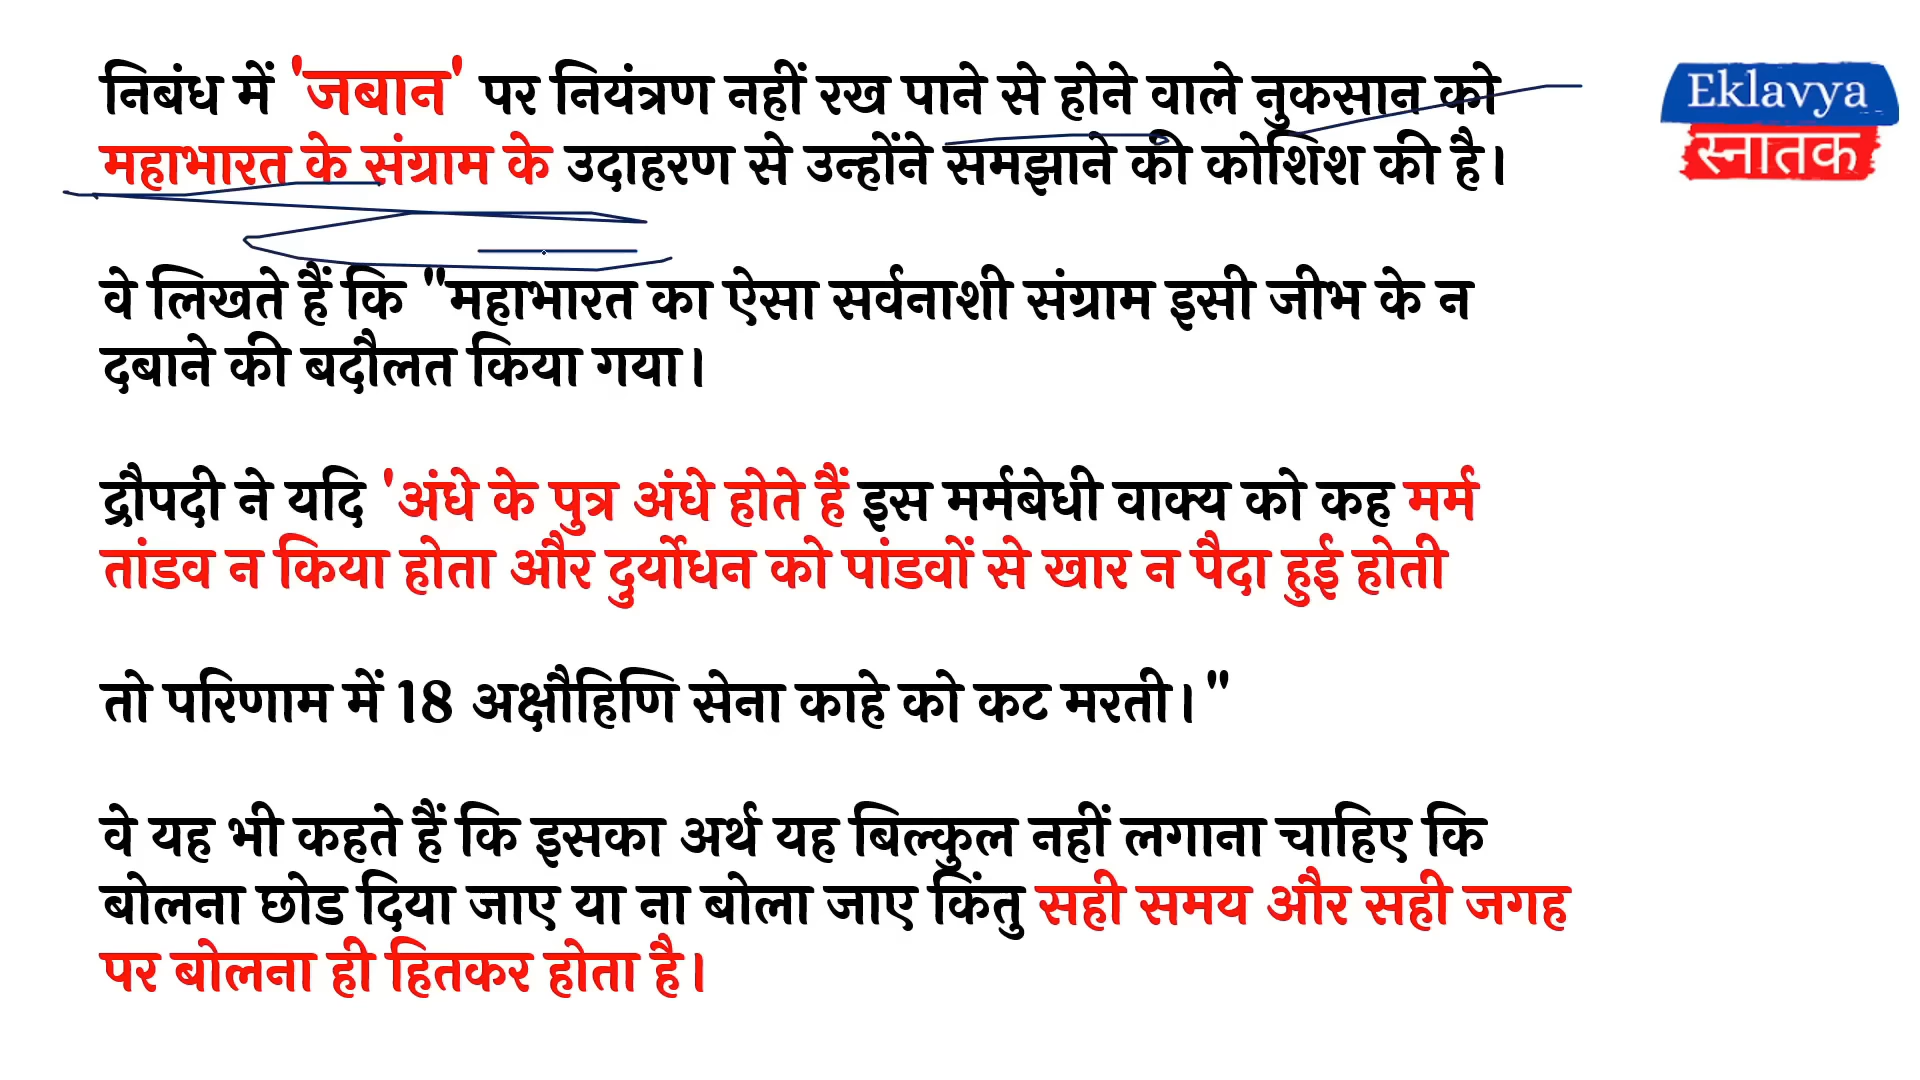 निबंध में 'जबान' पर नियंत्रण नहीं रख पाने से होने वाले नुकसान को
महाभारत के संग्राम के उदाहरण से उन्होंने समझाने की कोशिश की है।
वे लिखते हैं कि "महाभारत का ऐसा सर्वनाशी संग्राम इसी जीभ के न
दबाने की बदौलत किया गया।
द्रौपदी ने यदि 'अंधे के पुत्र अंधे होते हैं इस मर्मबेधी वाक्य को कह मर्म
तांडव न किया होता और दुर्योधन को पांडवों से खार न पैदा हुई होती
तो परिणाम में 18 अक्षौहिणि सेना काहे को कट मरती।"
वे यह भी कहते हैं कि इसका अर्थ यह बिल्कुल नहीं लगाना चाहिए कि
बोलना छोड दिया जाए या ना बोला जाए किंतु सही समय और सही जगह
पर बोलना ही हितकर होता है।
Eklavya
स्नातक